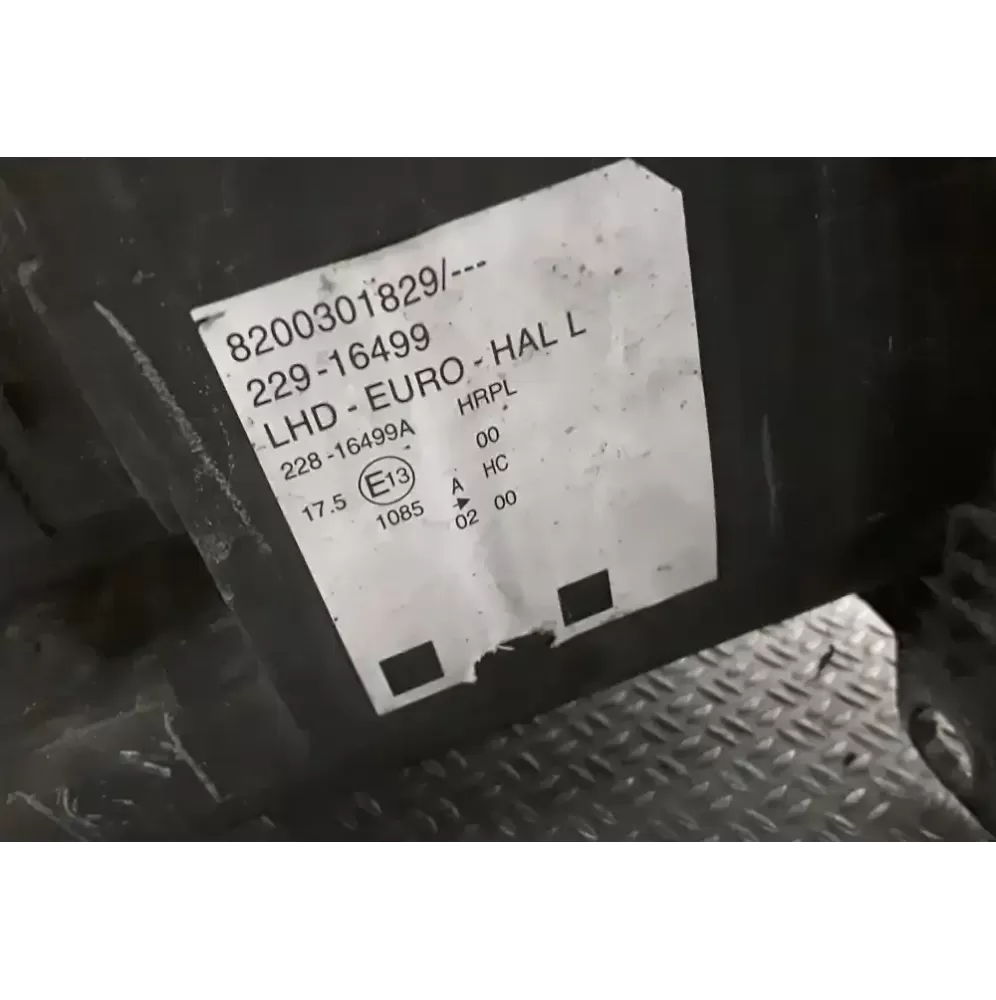 8200301829/---
229-16499
LHD - EURO - HAL L
228-16499A HRPL
17.5 E13 00
1085 A HC
02 00